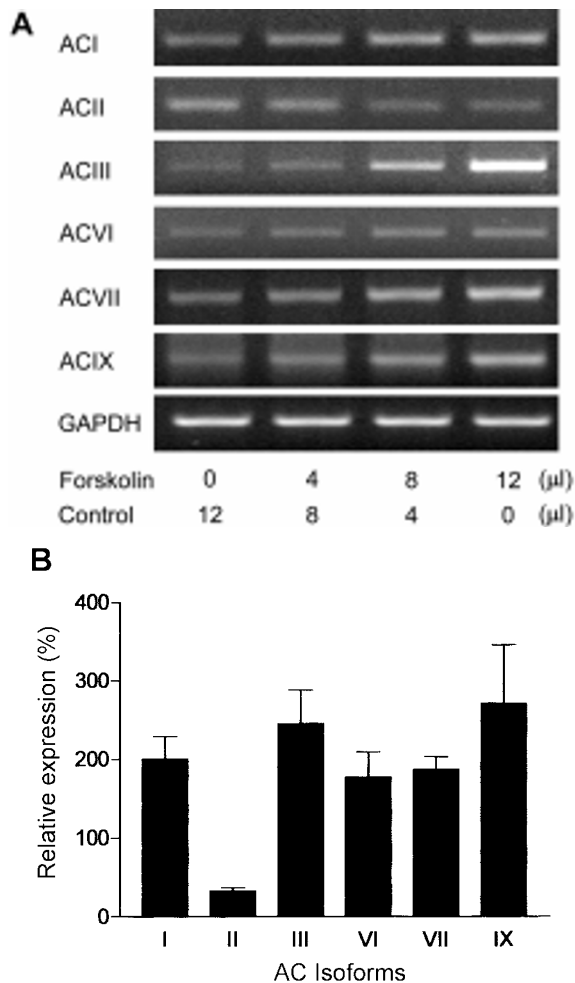 A
ACI
ACII
ACIII
ACVI
ACVII
ACIX
GAPDH
Forskolin 0 4 8 12 (µl)
Control 12 8 4 0 (µl)
B
Relative expression (%)
400
300
200
100
0
I II III VI VII IX
AC Isoforms